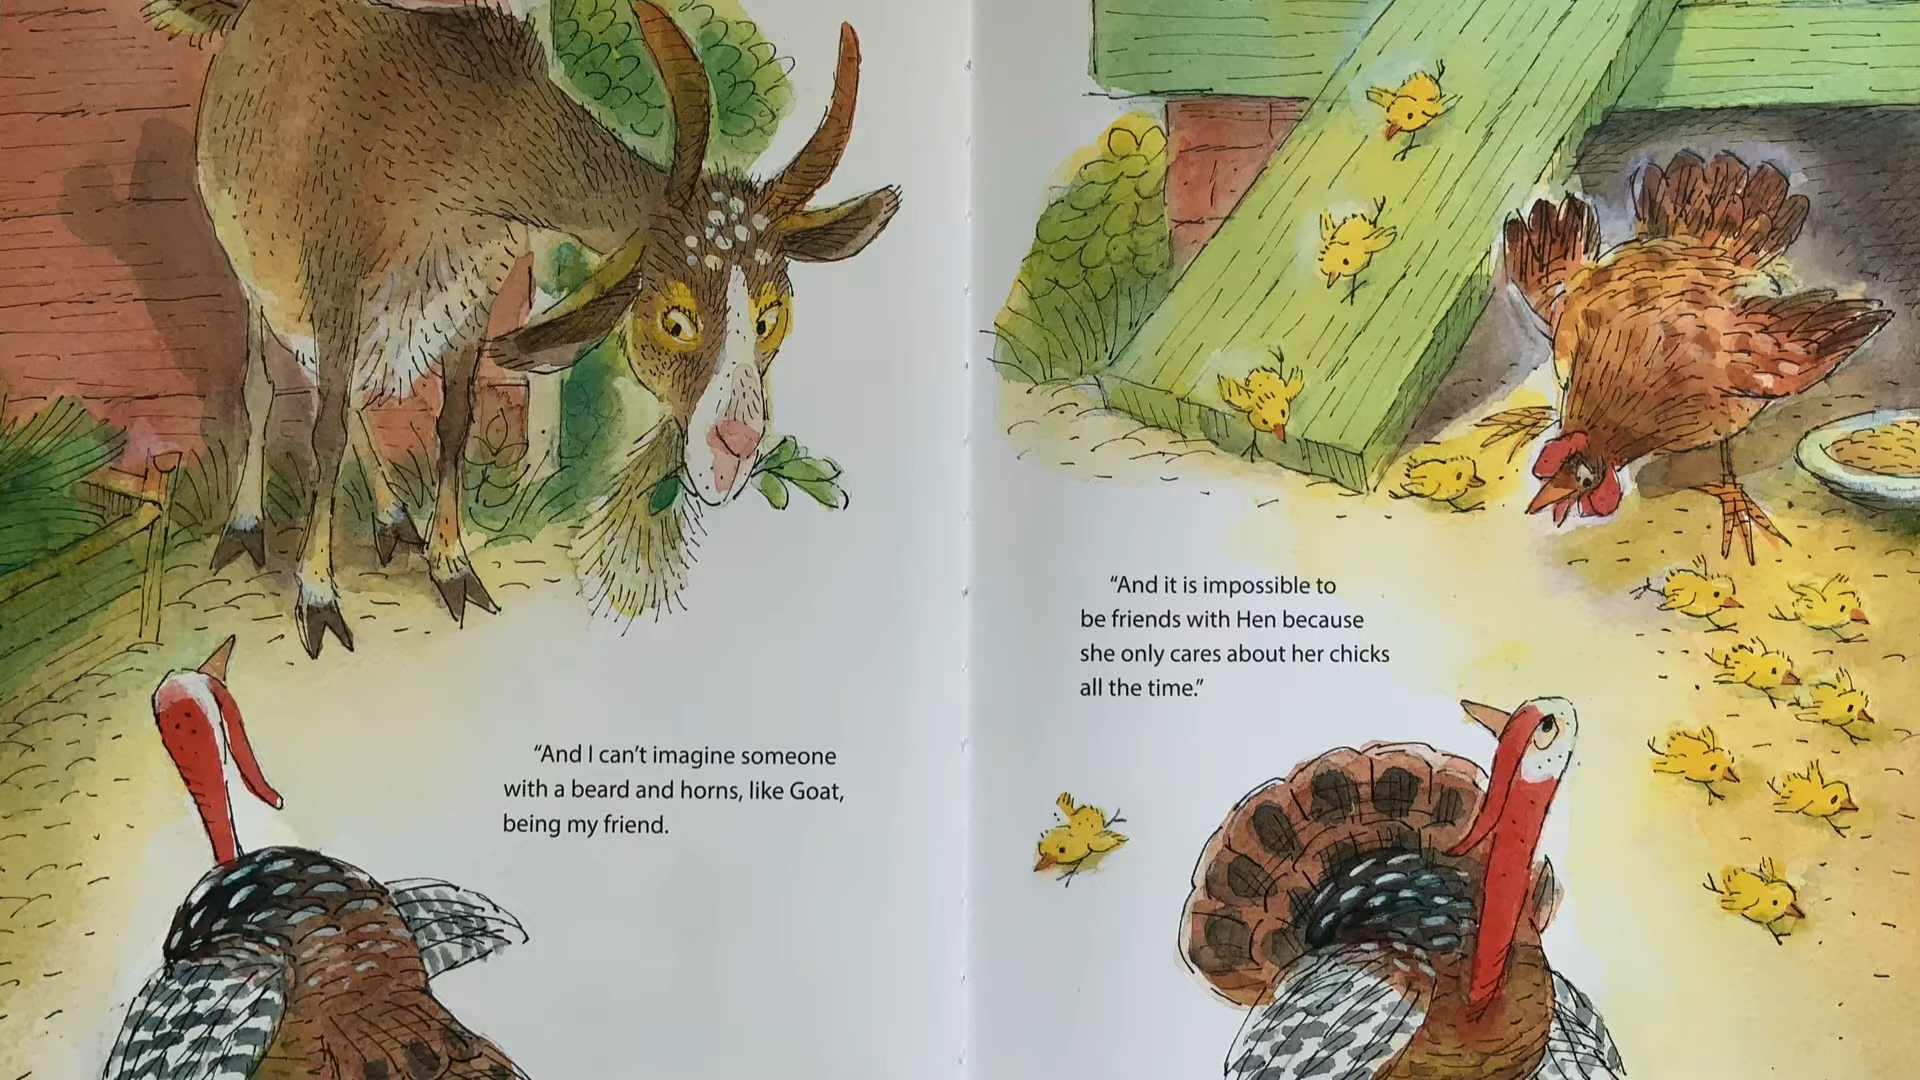 “And I can’t imagine someone
with a beard and horns, like Goat,
being my friend.
“And it is impossible to
be friends with Hen because
she only cares about her chicks
all the time.”